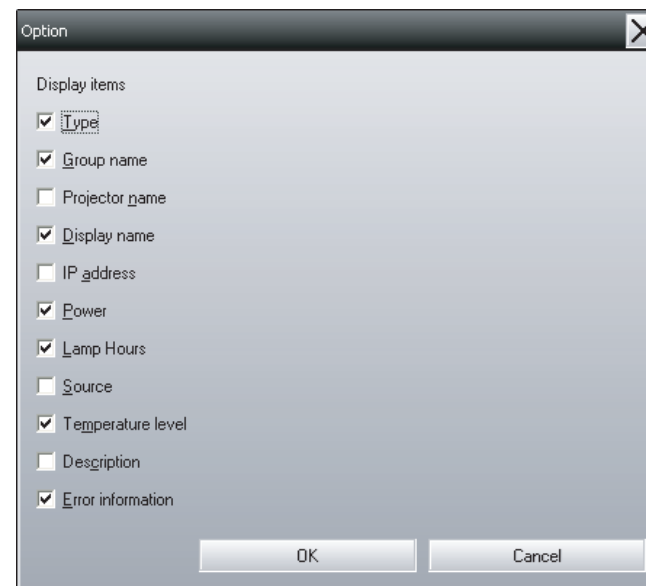 Option
Display items
Type
Group name
Projector name
Display name
IP address
Power
Lamp Hours
Source
Temperature level
Description
Error information
OK Cancel